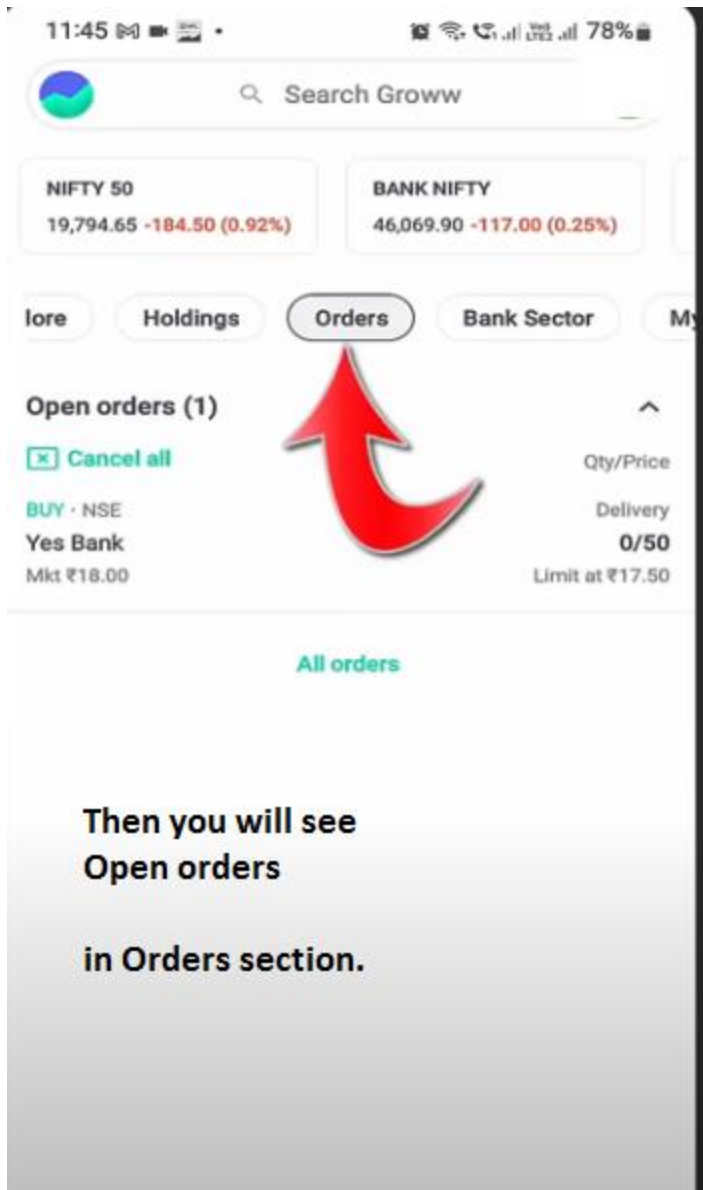 11:45 78%
Search Groww
NIFTY 50
19,794.65 -184.50 (0.92%)
BANK NIFTY
46,069.90 -117.00 (0.25%)
lore Holdings Orders Bank Sector My
Open orders (1)
Cancel all Qty/Price
BUY · NSE Delivery
Yes Bank 0/50
Mkt ₹18.00 Limit at ₹17.50
All orders
Then you will see
Open orders
in Orders section.